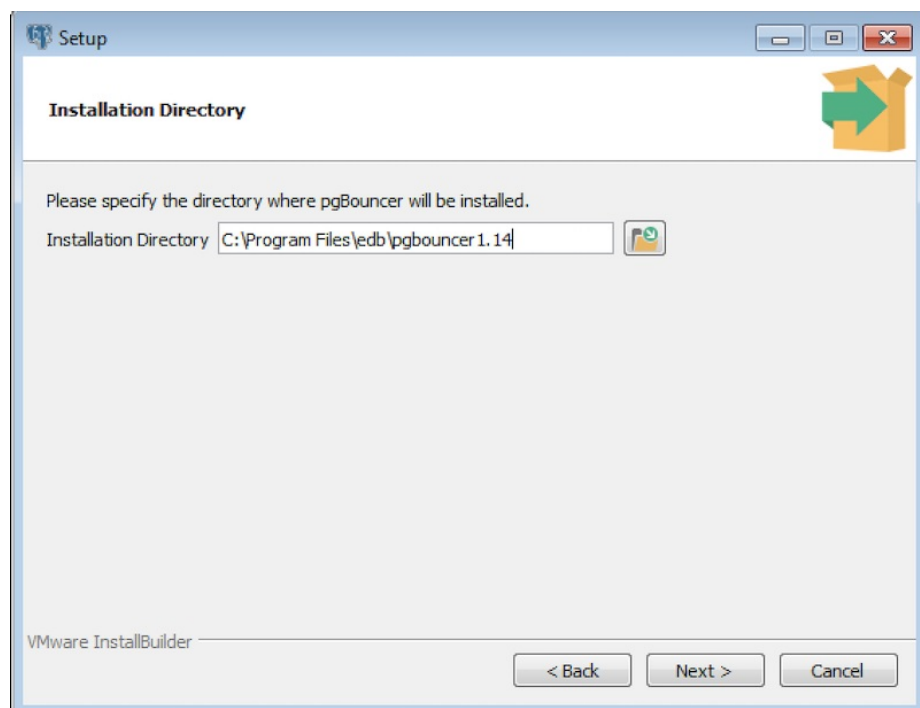 Setup
Installation Directory
Please specify the directory where pgBouncer will be installed.
Installation Directory C:\Program Files\edb\pgbouncer1.14
VMware InstallBuilder
< Back Next > Cancel